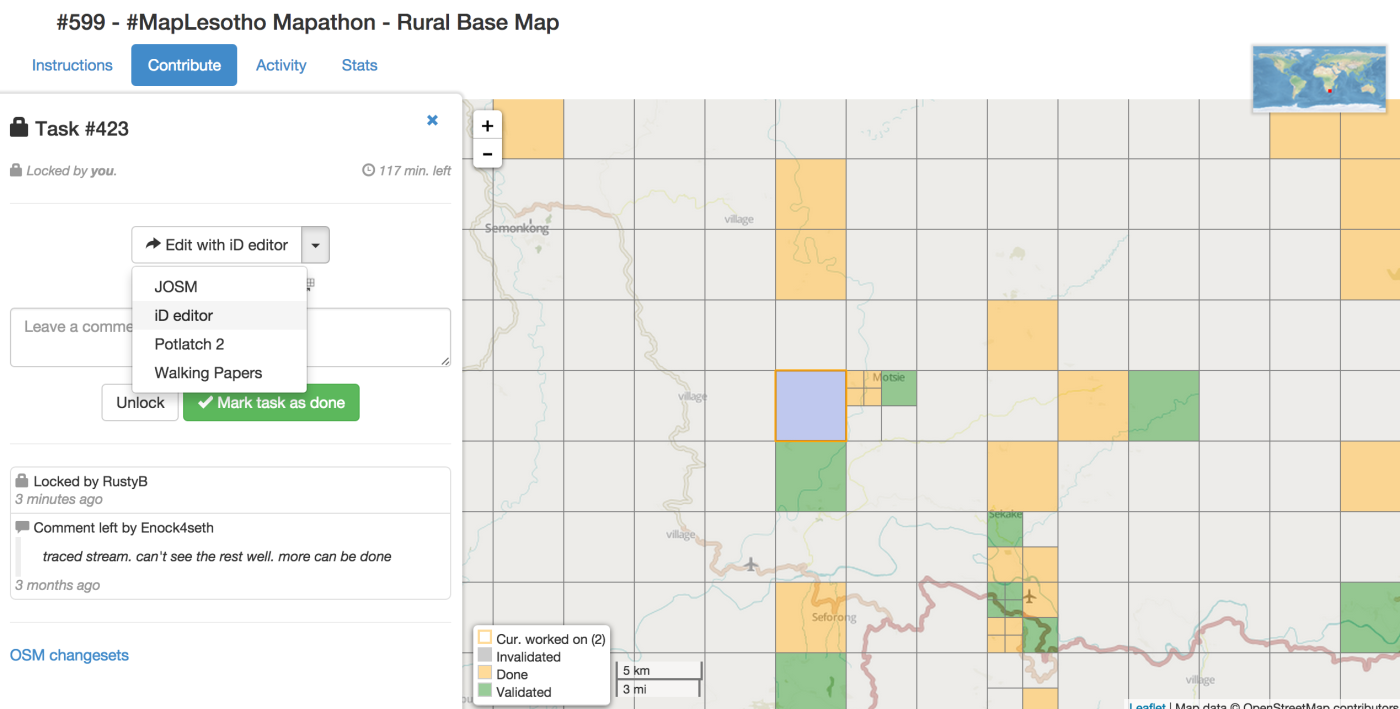 #599 - #MapLesotho Mapathon - Rural Base Map
Instructions
Contribute
Activity
Stats
Task #423
Locked by you.
117 min. left
Edit with iD editor
JOSM
iD editor
Potlatch 2
Walking Papers
Leave a comme
Unlock
Mark task as done
Locked by RustyB
3 minutes ago
Comment left by Enock4seth
traced stream. can't see the rest well. more can be done
3 months ago
OSM changesets
+
−
village
Semonkong
Motsie
village
Sekake
village
Seforong
village
Cur. worked on (2)
Invalidated
Done
Validated
5 km
3 mi
Leaflet | Map data © OpenStreetMap contributors